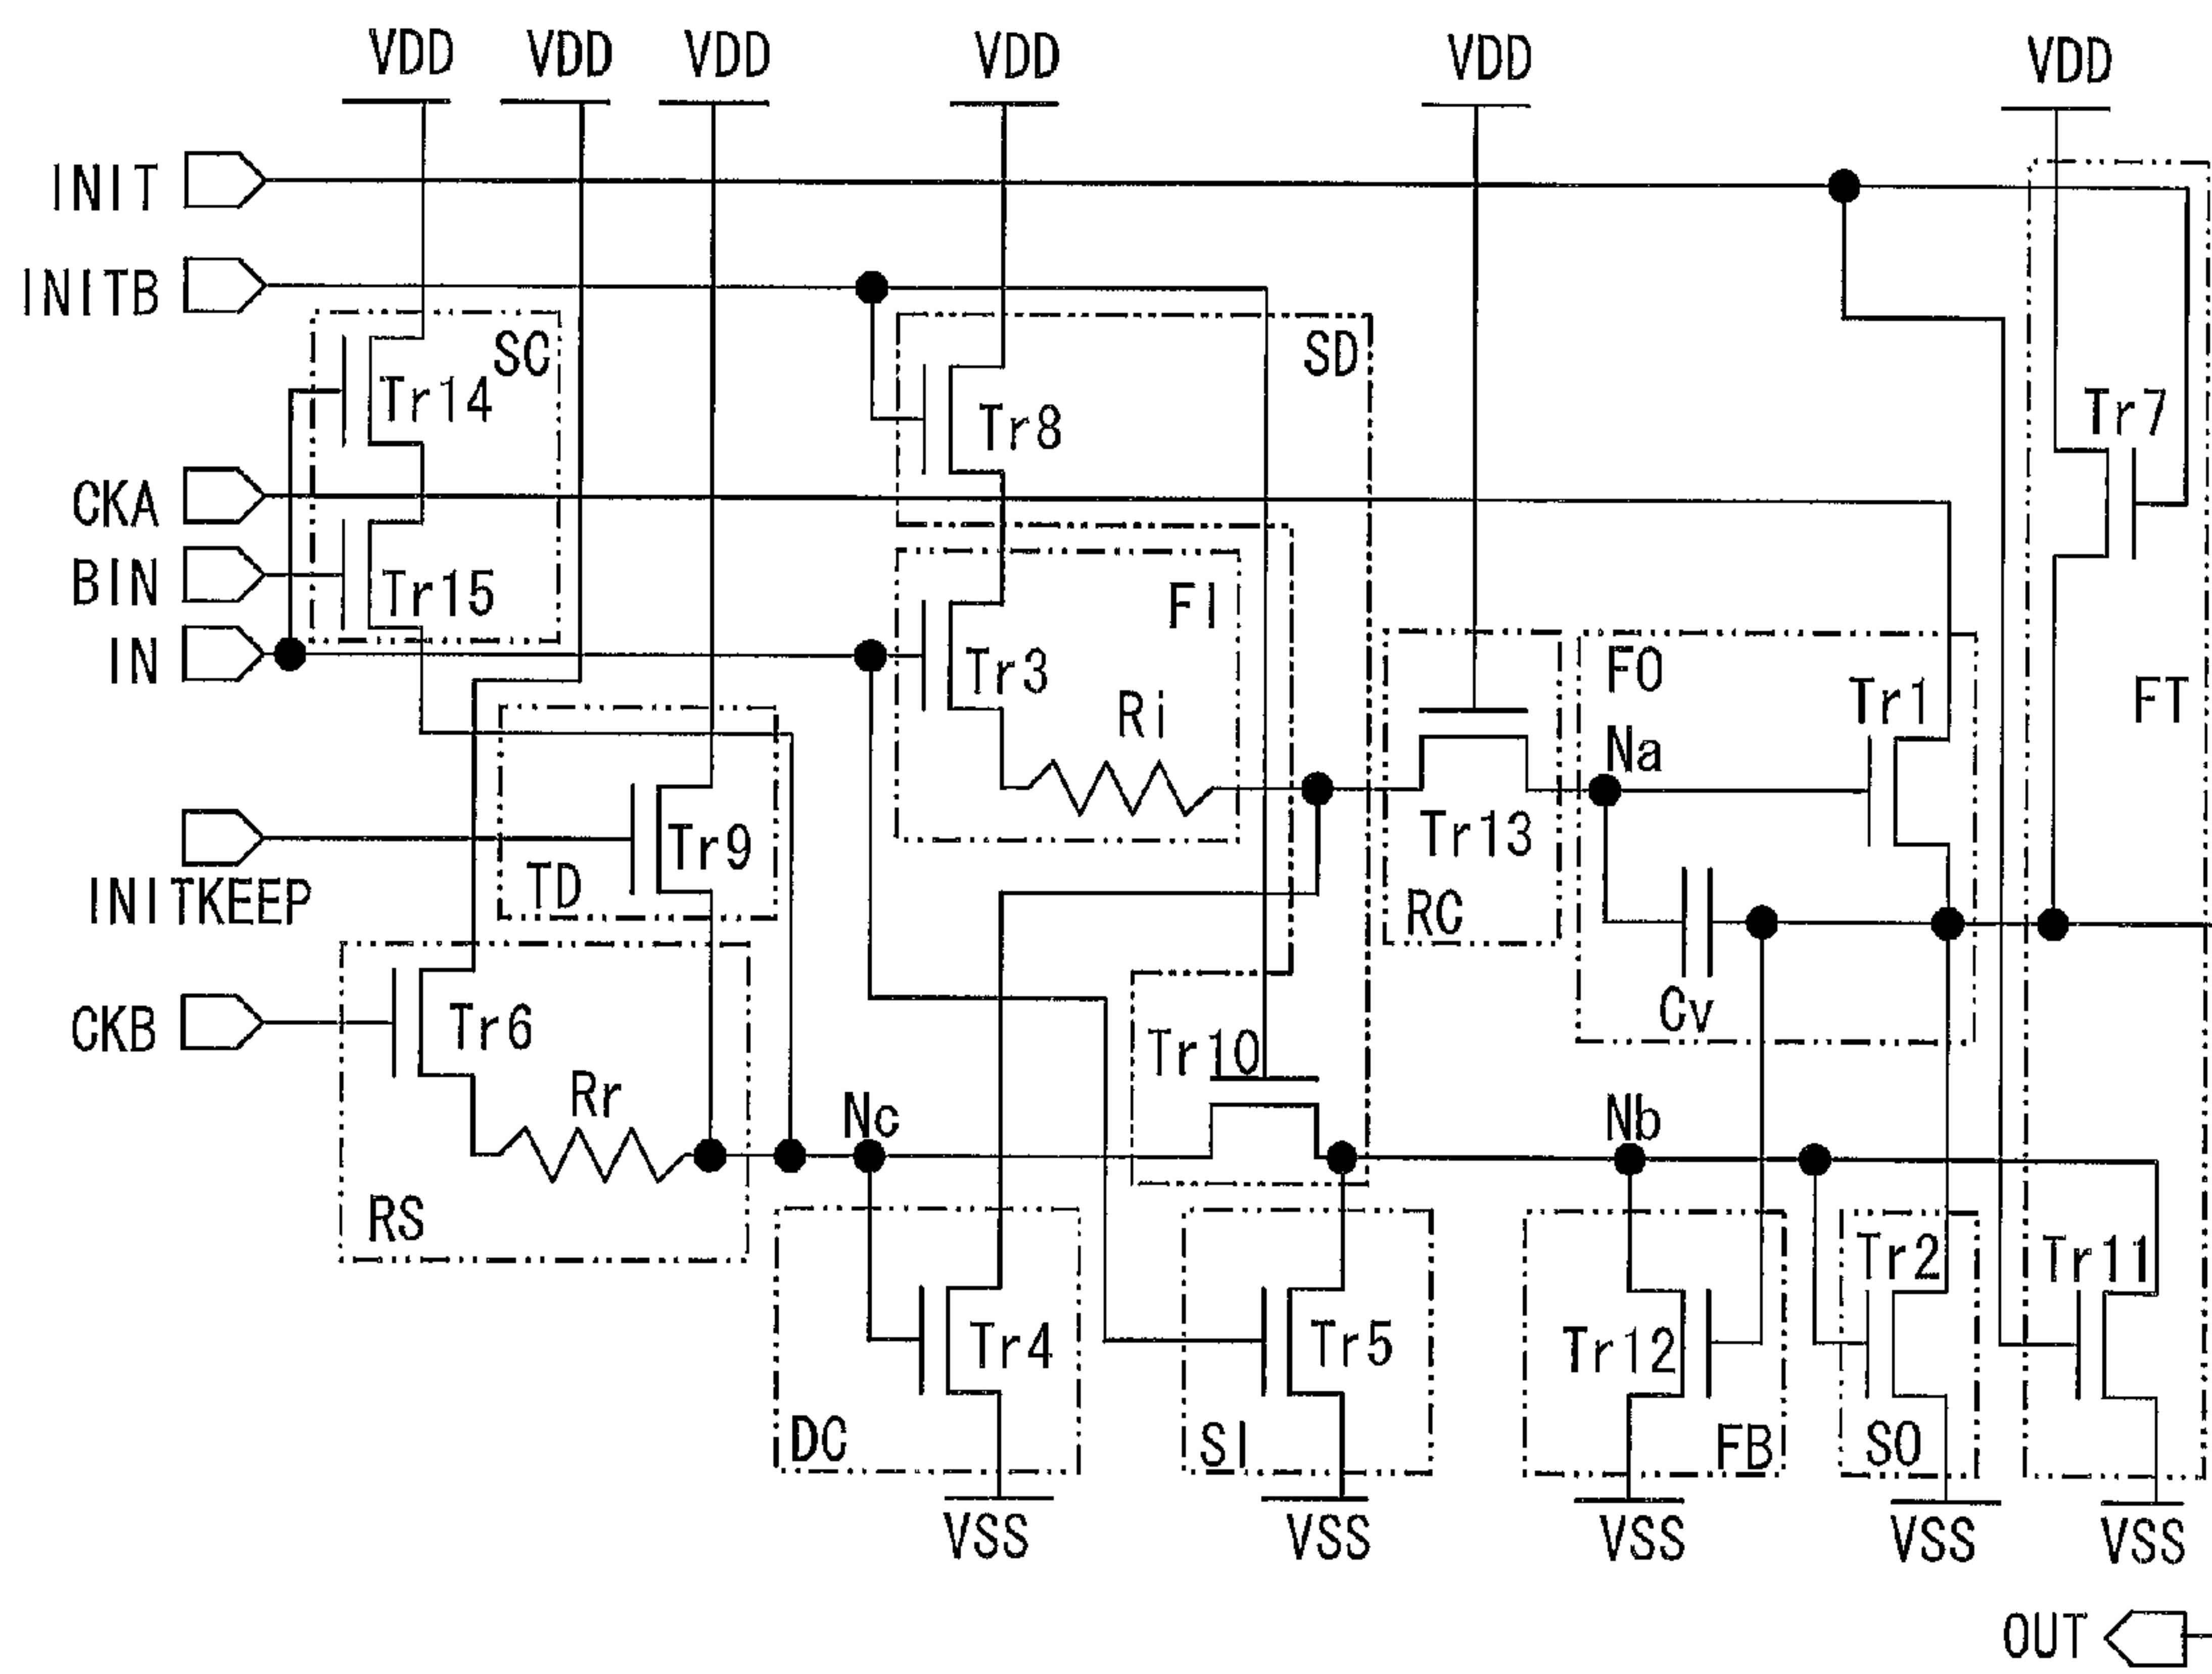 VDD VDD VDD VDD VDD VDD
INIT
INITB
SC
SD
Tr14
Tr8
Tr7
CKA
BIN
Tr15
FI
IN
Tr3
Ri
FO
Tr1
FT
Na
Tr9
Tr13
TD
RC
INITKEEP
CKB
Tr6
Cv
Tr10
Rr
Nc
Nb
RS
Tr2
Tr11
Tr4
Tr5
Tr12
DC
SI
FB
SO
VSS VSS VSS VSS VSS
OUT